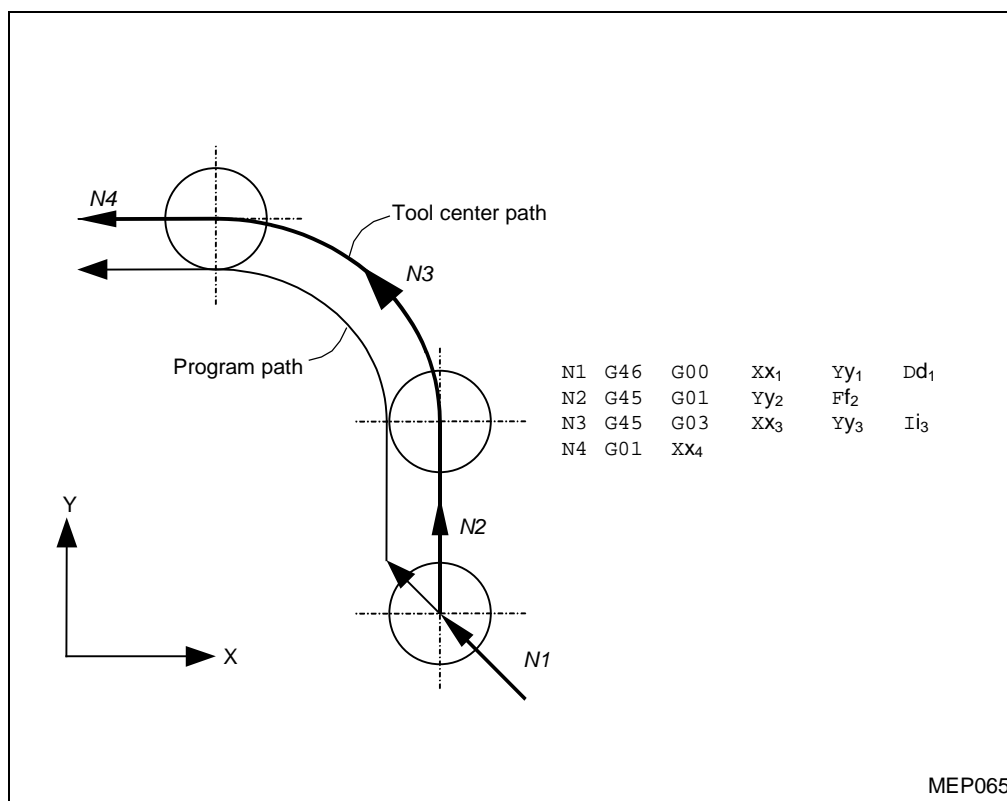 N4
Tool center path
N3
Program path
N1 G46 G00 Xx1 Yy1 Dd1
N2 G45 G01 Yy2 Ff2
N3 G45 G03 Xx3 Yy3 Ii3
N4 G01 Xx4
Y
N2
X
N1
MEP065